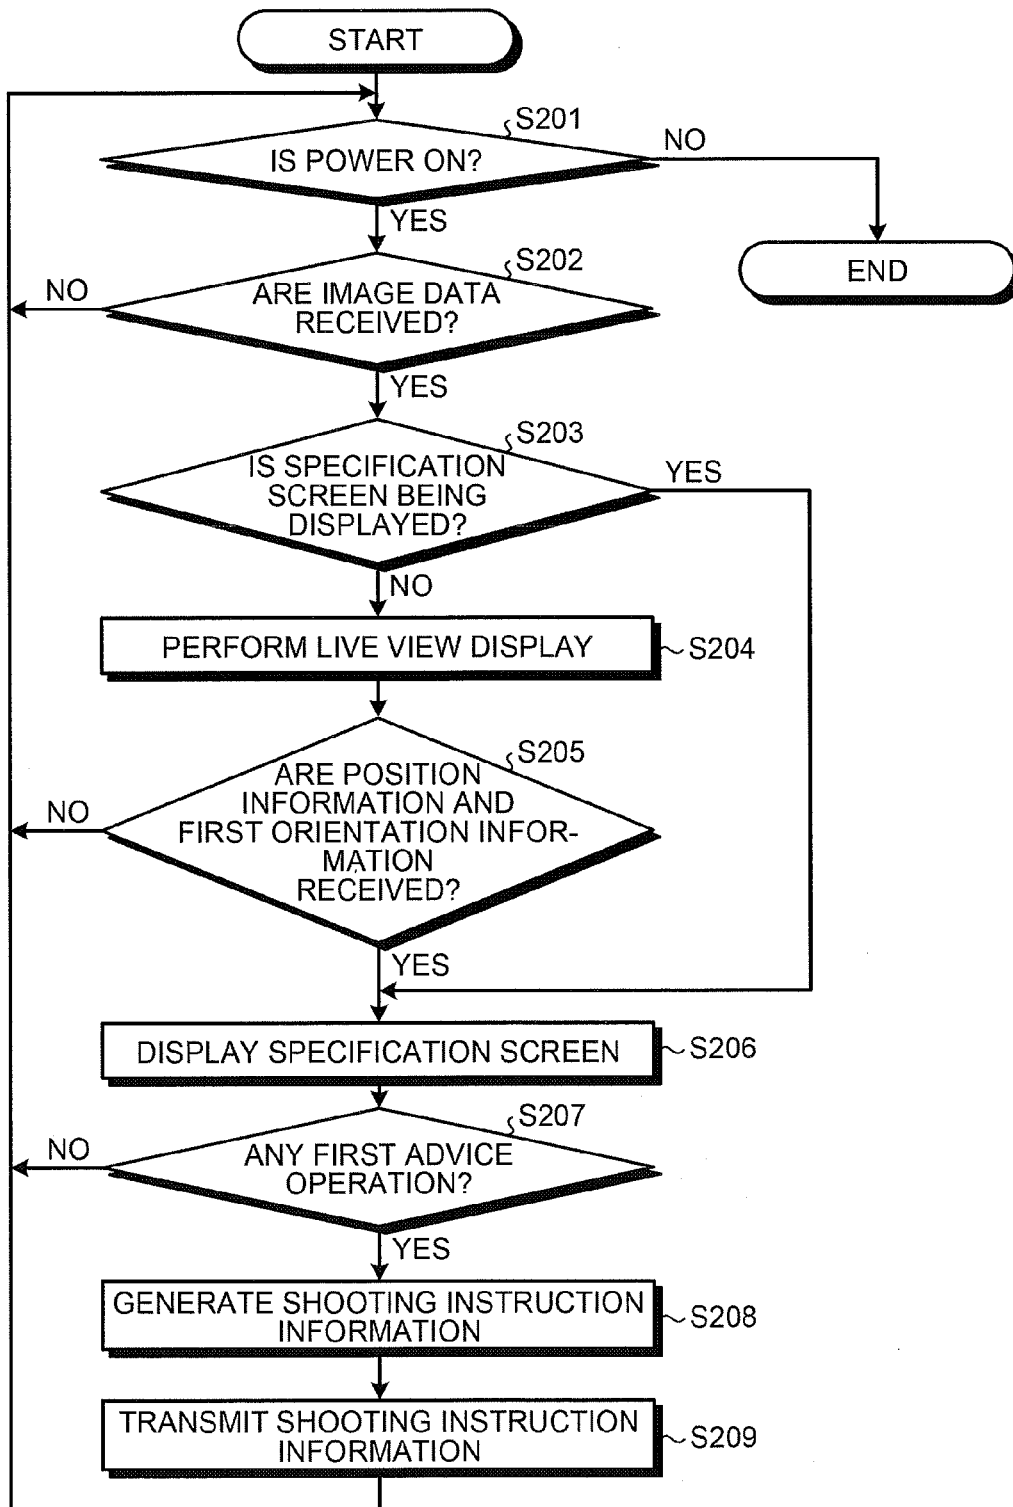 START
S201
IS POWER ON?
NO
YES
END
S202
ARE IMAGE DATA
RECEIVED?
NO
YES
S203
IS SPECIFICATION
SCREEN BEING
DISPLAYED?
YES
NO
PERFORM LIVE VIEW DISPLAY
S204
S205
ARE POSITION
INFORMATION AND
FIRST ORIENTATION INFOR-
MATION
RECEIVED?
NO
YES
DISPLAY SPECIFICATION SCREEN
S206
S207
ANY FIRST ADVICE
OPERATION?
NO
YES
GENERATE SHOOTING INSTRUCTION
INFORMATION
S208
TRANSMIT SHOOTING INSTRUCTION
INFORMATION
S209